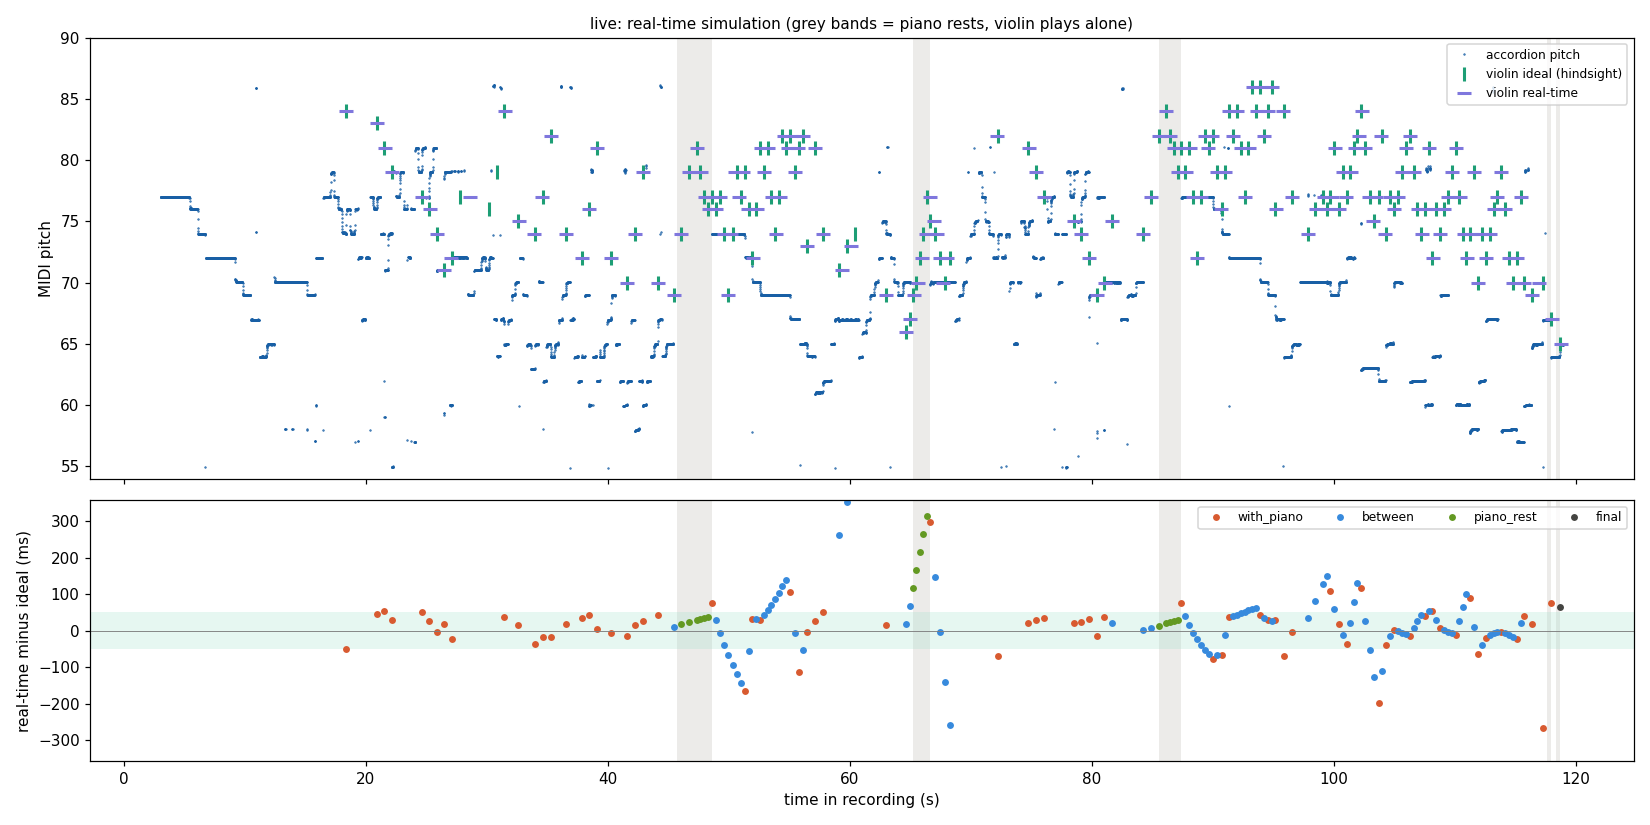 live: real-time simulation (grey bands = piano rests, violin plays alone)
90
85
80
75
70
65
60
55
MIDI pitch
accordion pitch
violin ideal (hindsight)
violin real-time
300
200
100
0
−100
−200
−300
real-time minus ideal (ms)
with_piano between piano_rest final
0 20 40 60 80 100 120
time in recording (s)